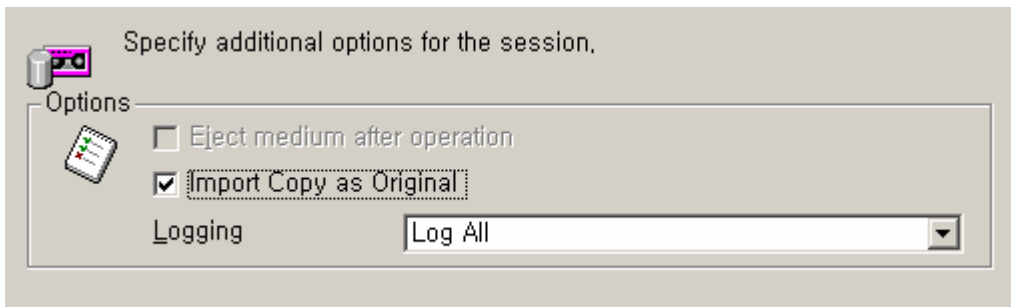 Specify additional options for the session,
Options
Eject medium after operation
Import Copy as Original
Logging
Log All